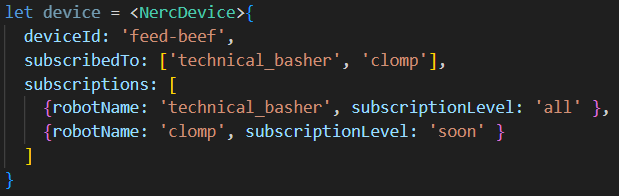 let device = <NercDevice>{
deviceId: 'feed-beef',
subscribedTo: ['technical_basher', 'clomp'],
subscriptions: [
{robotName: 'technical_basher', subscriptionLevel: 'all' },
{robotName: 'clomp', subscriptionLevel: 'soon' }
]
}